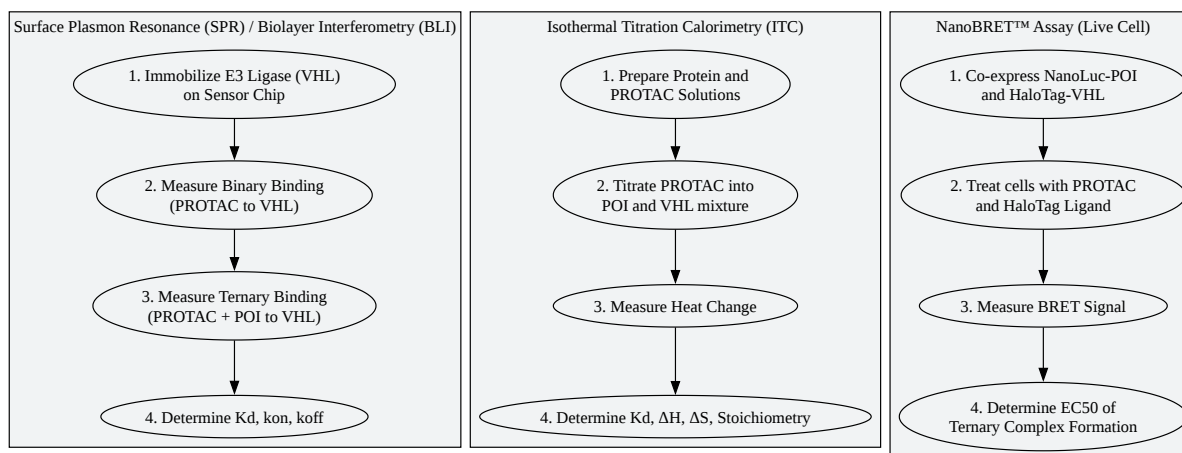 Surface Plasmon Resonance (SPR) / Biolayer Interferometry (BLI)
1. Immobilize E3 Ligase (VHL)
on Sensor Chip
2. Measure Binary Binding
(PROTAC to VHL)
3. Measure Ternary Binding
(PROTAC + POI to VHL)
4. Determine Kd, kon, koff
Isothermal Titration Calorimetry (ITC)
1. Prepare Protein and
PROTAC Solutions
2. Titrate PROTAC into
POI and VHL mixture
3. Measure Heat Change
4. Determine Kd, ΔH, ΔS, Stoichiometry
NanoBRET™ Assay (Live Cell)
1. Co-express NanoLuc-POI
and HaloTag-VHL
2. Treat cells with PROTAC
and HaloTag Ligand
3. Measure BRET Signal
4. Determine EC50 of
Ternary Complex Formation